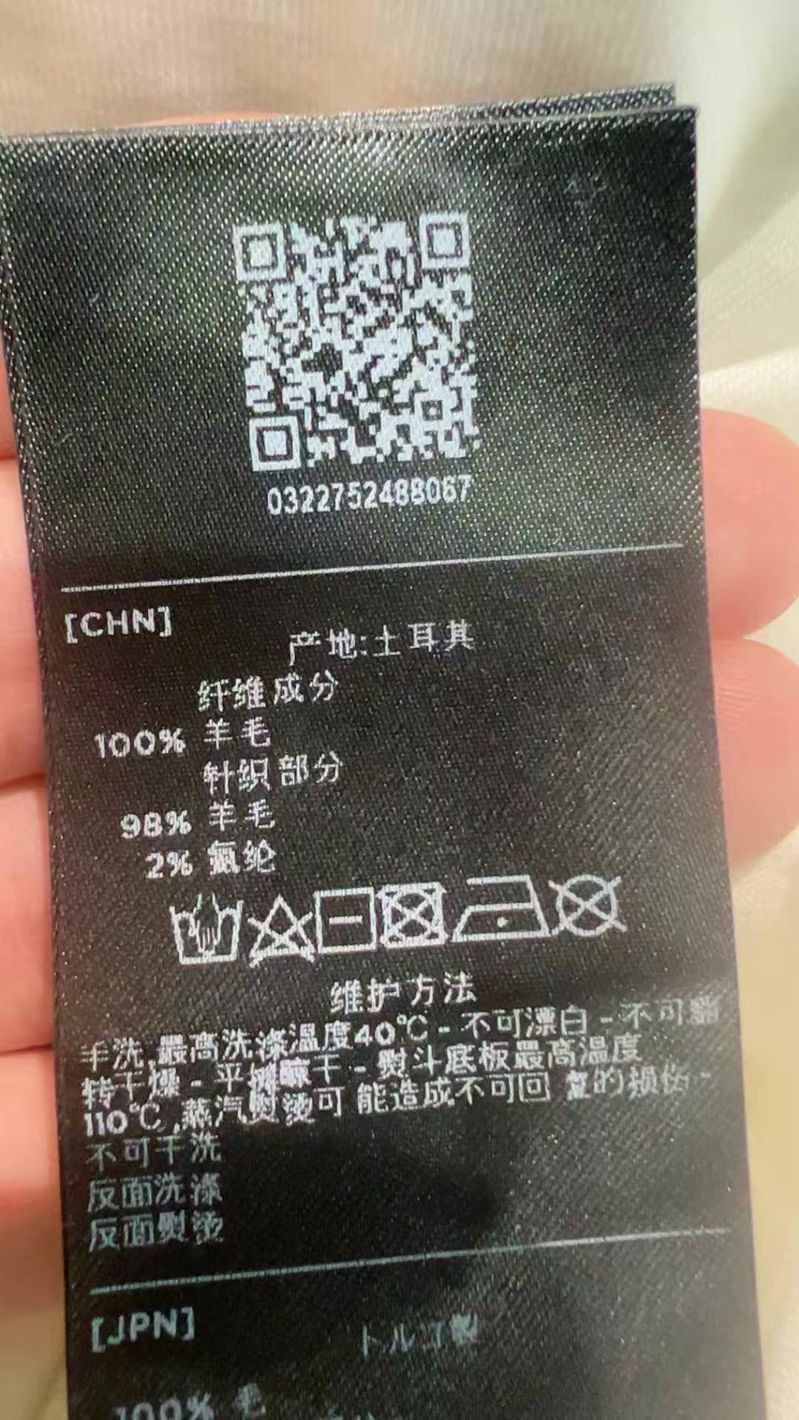 0322752488067
[CHN]
产地:土耳其
纤维成分
100% 羊毛
针织部分
98% 羊毛
2% 氨纶
维护方法
手洗,最高洗涤温度40℃ - 不可漂白 - 不可翻
转干燥 - 平摊晾干 - 熨斗底板最高温度
110℃,蒸汽熨烫可 能造成不可回 复的损伤 -
不可干洗
反面洗涤
反面熨烫
[JPN]
トルコ製
100% 毛